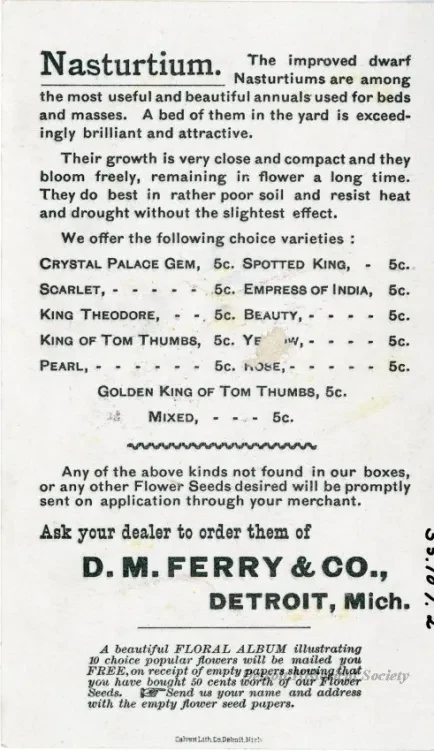 Nasturtium. The improved dwarf
Nasturtiums are among
the most useful and beautiful annuals used for beds
and masses. A bed of them in the yard is exceed-
ingly brilliant and attractive.
Their growth is very close and compact and they
bloom freely, remaining in flower a long time.
They do best in rather poor soil and resist heat
and drought without the slightest effect.
We offer the following choice varieties :
CRYSTAL PALACE GEM, 5c. SPOTTED KING, - 5c.
SCARLET, - - - - - 5c. EMPRESS OF INDIA, 5c.
KING THEODORE, - - 5c. BEAUTY, - - - - 5c.
KING OF TOM THUMBS, 5c. - - - - 5c.
PEARL, - - - - - - 5c. ROSE, - - - - - 5c.
GOLDEN KING OF TOM THUMBS, 5c.
MIXED, - - - 5c.
Any of the above kinds not found in our boxes,
or any other Flower Seeds desired will be promptly
sent on application through your merchant.
Ask your dealer to order them of
D. M. FERRY & CO.,
DETROIT, Mich.
A beautiful FLORAL ALBUM illustrating
10 choice popular flowers will be mailed you
FREE, on receipt of empty papers showing that
you have bought 50 cents worth of our Flower
Seeds. ☞Send us your name and address
with the empty flower seed papers.
Society
Calvert Lith. Co. Detroit, Mich.